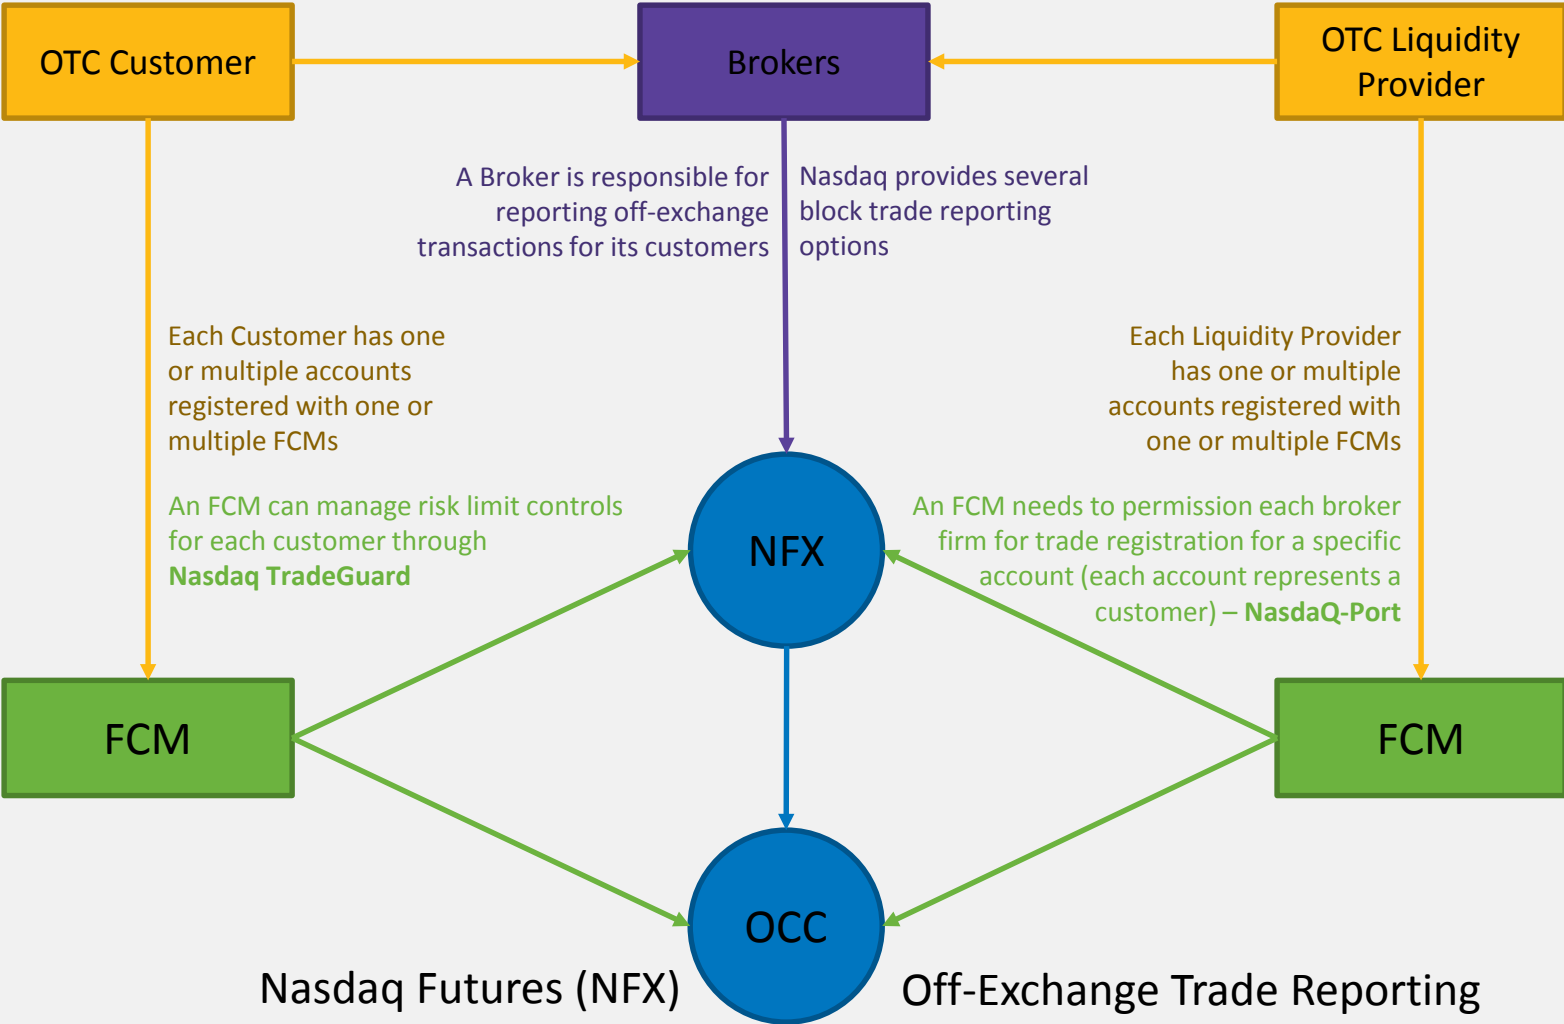 OTC Customer
Brokers
OTC Liquidity
Provider
A Broker is responsible for
reporting off-exchange
transactions for its customers
Nasdaq provides several
block trade reporting
options
Each Customer has one
or multiple accounts
registered with one or
multiple FCMs
Each Liquidity Provider
has one or multiple
accounts registered with
one or multiple FCMs
An FCM can manage risk limit controls
for each customer through
Nasdaq TradeGuard
An FCM needs to permission each broker
firm for trade registration for a specific
account (each account represents a
customer) – NasdaQ-Port
NFX
FCM
FCM
OCC
Nasdaq Futures (NFX)
Off-Exchange Trade Reporting